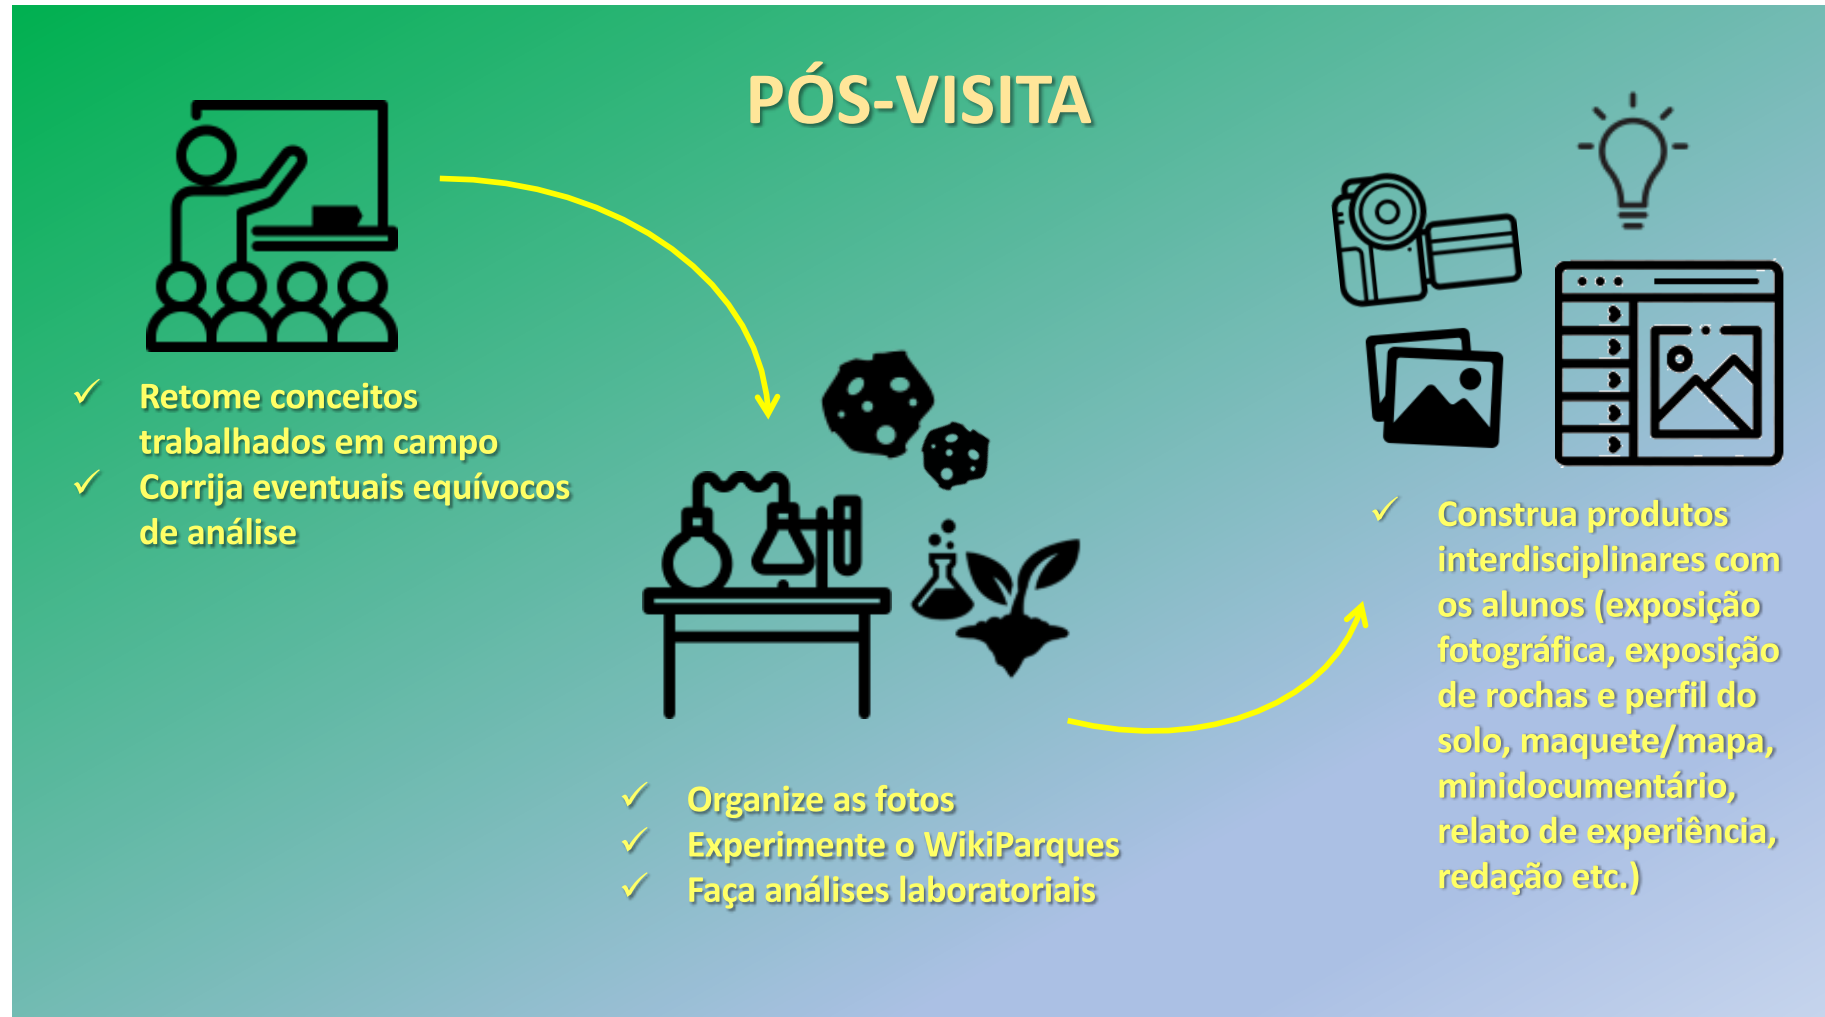 PÓS-VISITA
✓ Retome conceitos
trabalhados em campo
✓ Corrija eventuais equívocos
de análise
✓ Organize as fotos
✓ Experimente o WikiParques
✓ Faça análises laboratoriais
✓ Construa produtos
interdisciplinares com
os alunos (exposição
fotográfica, exposição
de rochas e perfil do
solo, maquete/mapa,
minidocumentário,
relato de experiência,
redação etc.)